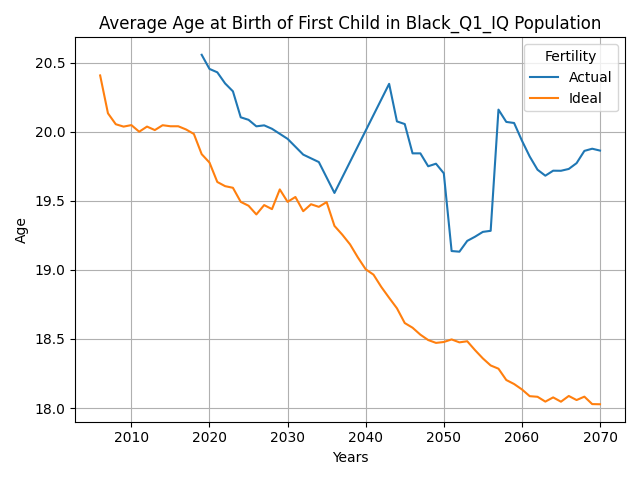 Average Age at Birth of First Child in Black_Q1_IQ Population
Fertility
Actual
Ideal
20.5
20.0
19.5
19.0
18.5
18.0
Age
2010 2020 2030 2040 2050 2060 2070
Years